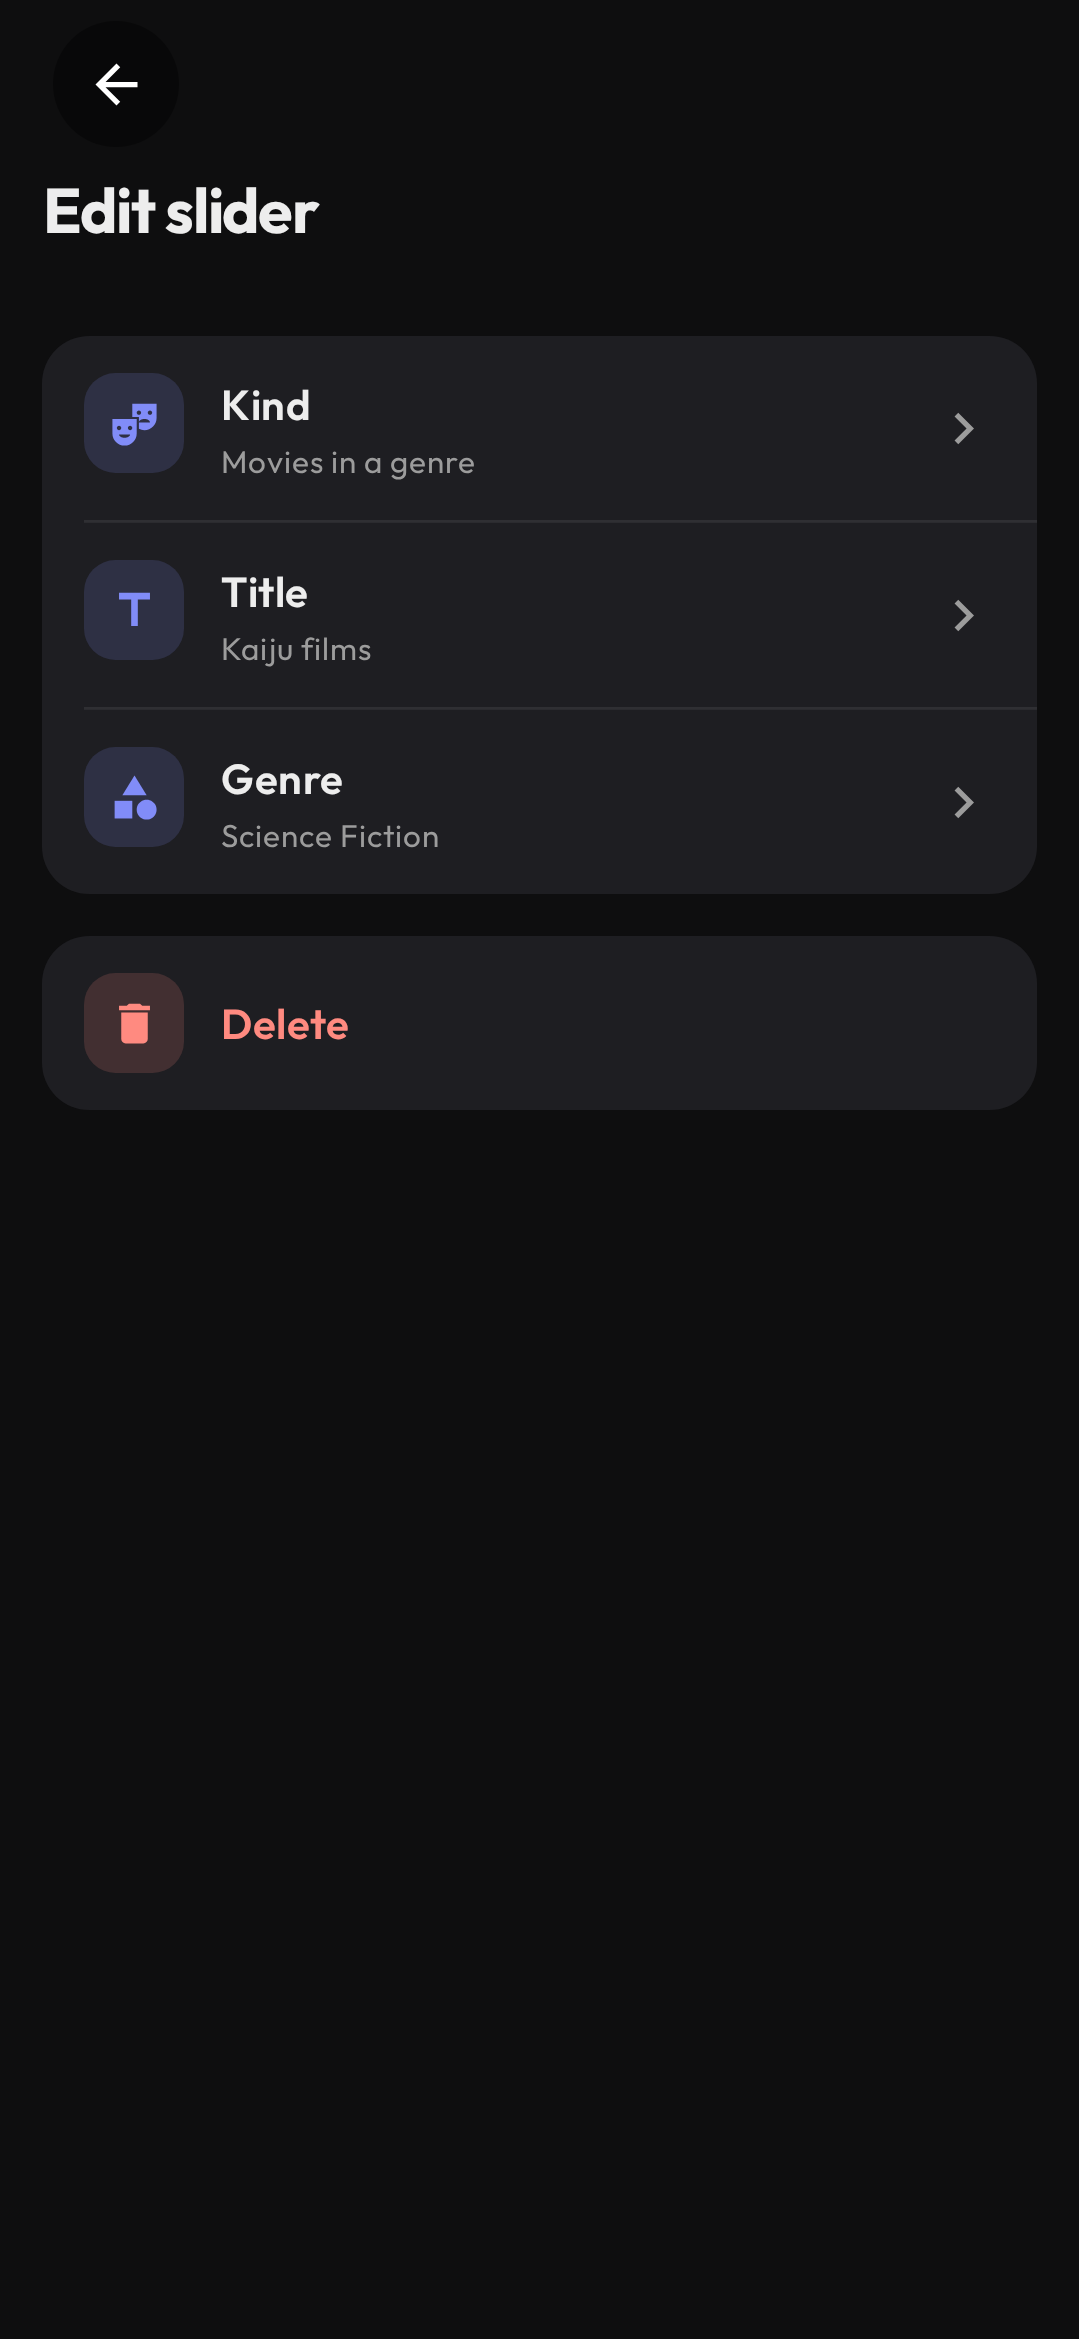 Edit slider
Kind
Movies in a genre
Title
Kaiju films
Genre
Science Fiction
Delete